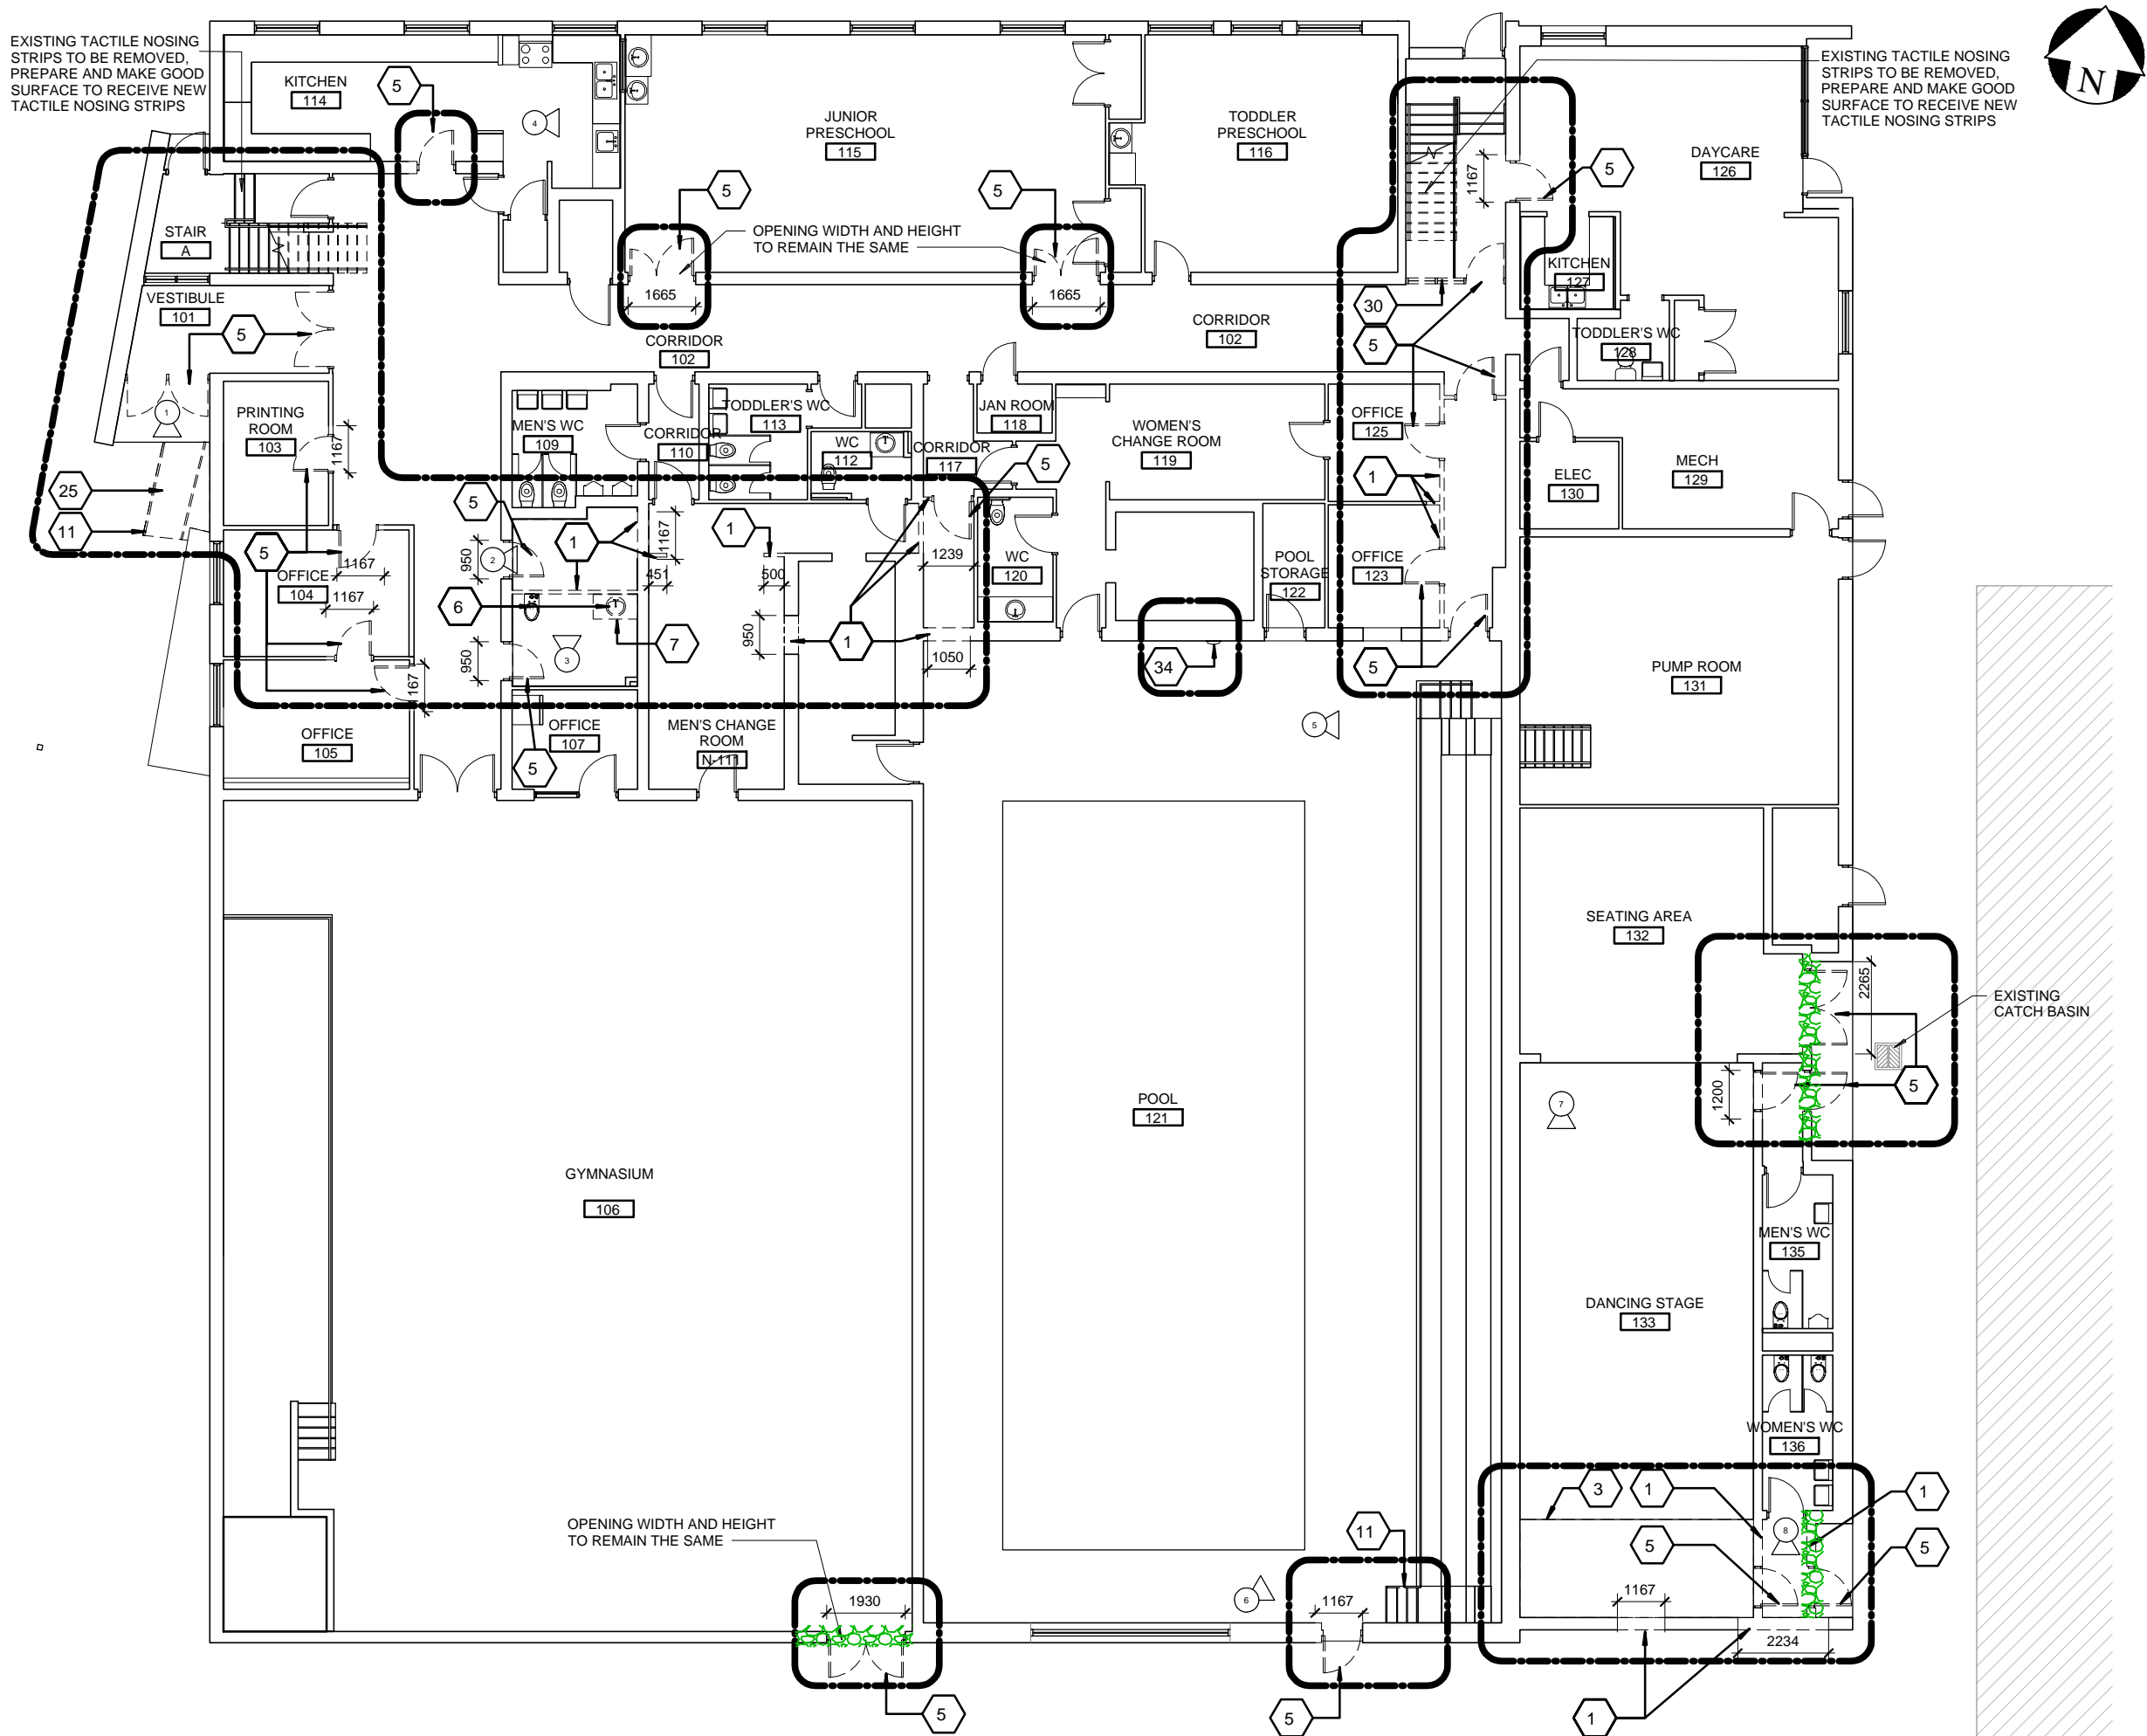 EXISTING TACTILE NOSING
STRIPS TO BE REMOVED,
PREPARE AND MAKE GOOD
SURFACE TO RECEIVE NEW
TACTILE NOSING STRIPS
EXISTING TACTILE NOSING
STRIPS TO BE REMOVED,
PREPARE AND MAKE GOOD
SURFACE TO RECEIVE NEW
TACTILE NOSING STRIPS
N
KITCHEN
114
5
4
JUNIOR
PRESCHOOL
115
TODDLER
PRESCHOOL
116
DAYCARE
126
1167
5
5
5
OPENING WIDTH AND HEIGHT
TO REMAIN THE SAME
1665
1665
STAIR
A
N
N
VESTIBULE
101
5
1
CORRIDOR
102
CORRIDOR
102
30
5
KITCHEN
127
TODDLER'S WC
128
PRINTING
ROOM
103
1167
MEN'S WC
109
CORRIDOR
110
TODDLER'S WC
113
WC
112
CORRIDOR
117
5
JAN ROOM
118
WOMEN'S
CHANGE ROOM
119
OFFICE
125
1
ELEC
130
MECH
129
25
11
5
OFFICE
104
1167
1167
5
950
2
1
1167
451
1
500
950
1
1239
1050
WC
120
POOL
STORAGE
122
OFFICE
123
5
6
7
3
950
34
PUMP ROOM
131
1167
OFFICE
105
OFFICE
107
5
MEN'S CHANGE
ROOM
N-111
5
SEATING AREA
132
2265
EXISTING
CATCH BASIN
5
1200
7
POOL
121
GYMNASIUM
106
MEN'S WC
135
DANCING STAGE
133
WOMEN'S WC
136
3
1
1
8
5
5
1167
2234
1
OPENING WIDTH AND HEIGHT
TO REMAIN THE SAME
1930
5
6
11
1167
5